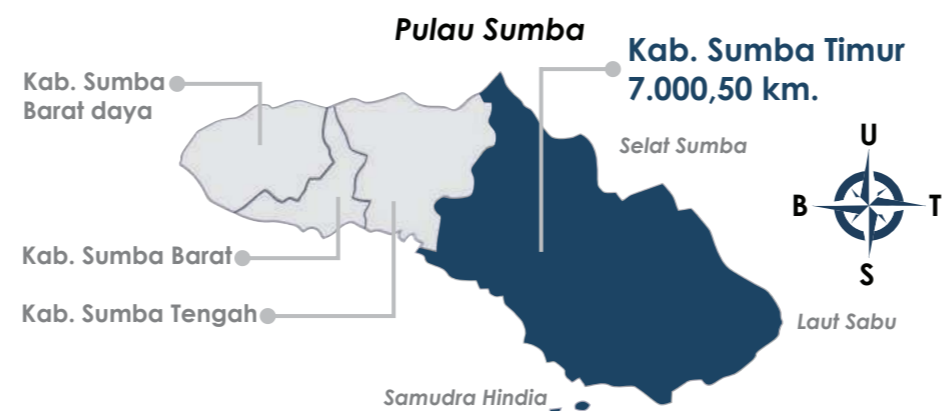 Pulau Sumba
Kab. Sumba Timur
7.000,50 km.
Kab. Sumba
Barat daya
Selat Sumba
U
B
T
S
Kab. Sumba Barat
Kab. Sumba Tengah
Laut Sabu
Samudra Hindia